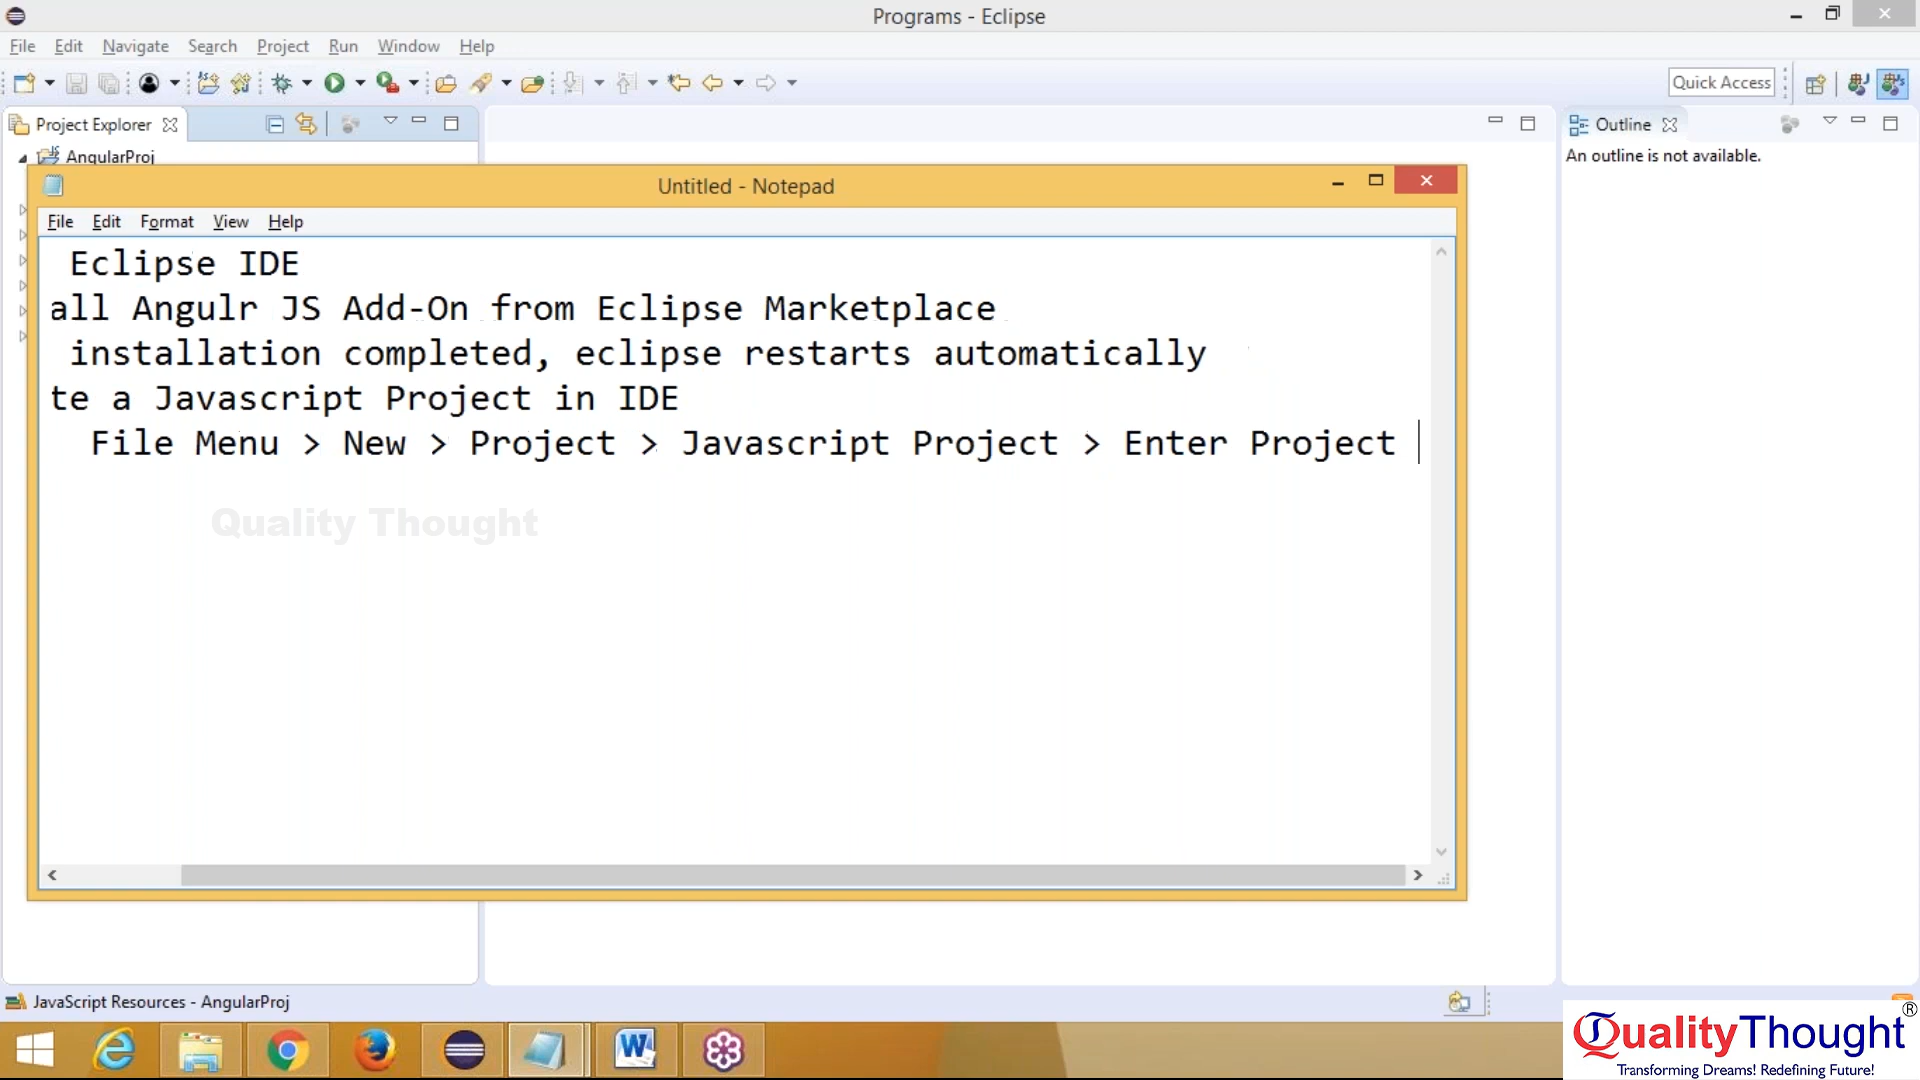 Programs - Eclipse
File Edit Navigate Search Project Run Window Help
Quick Access
Project Explorer
Outline
AngularProj
An outline is not available.
Untitled - Notepad
File Edit Format View Help
Eclipse IDE
all Angulr JS Add-On from Eclipse Marketplace
installation completed, eclipse restarts automatically
te a Javascript Project in IDE
File Menu > New > Project > Javascript Project > Enter Project
Quality Thought
JavaScript Resources - AngularProj
QualityThought®
Transforming Dreams! Redefining Future!